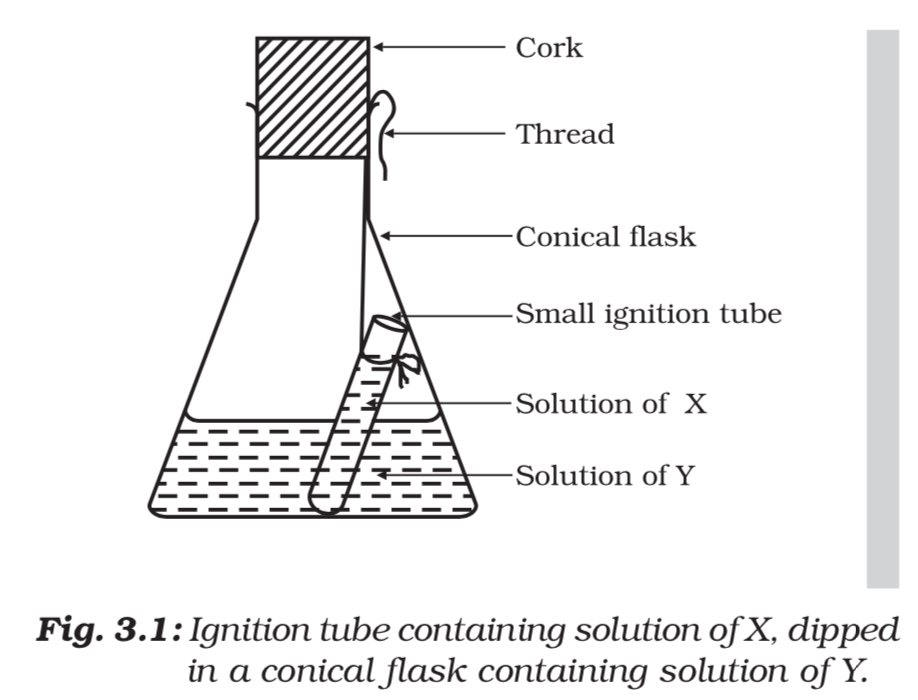 Cork
Thread
Conical flask
Small ignition tube
Solution of X
Solution of Y
Fig. 3.1: Ignition tube containing solution of X, dipped
in a conical flask containing solution of Y.